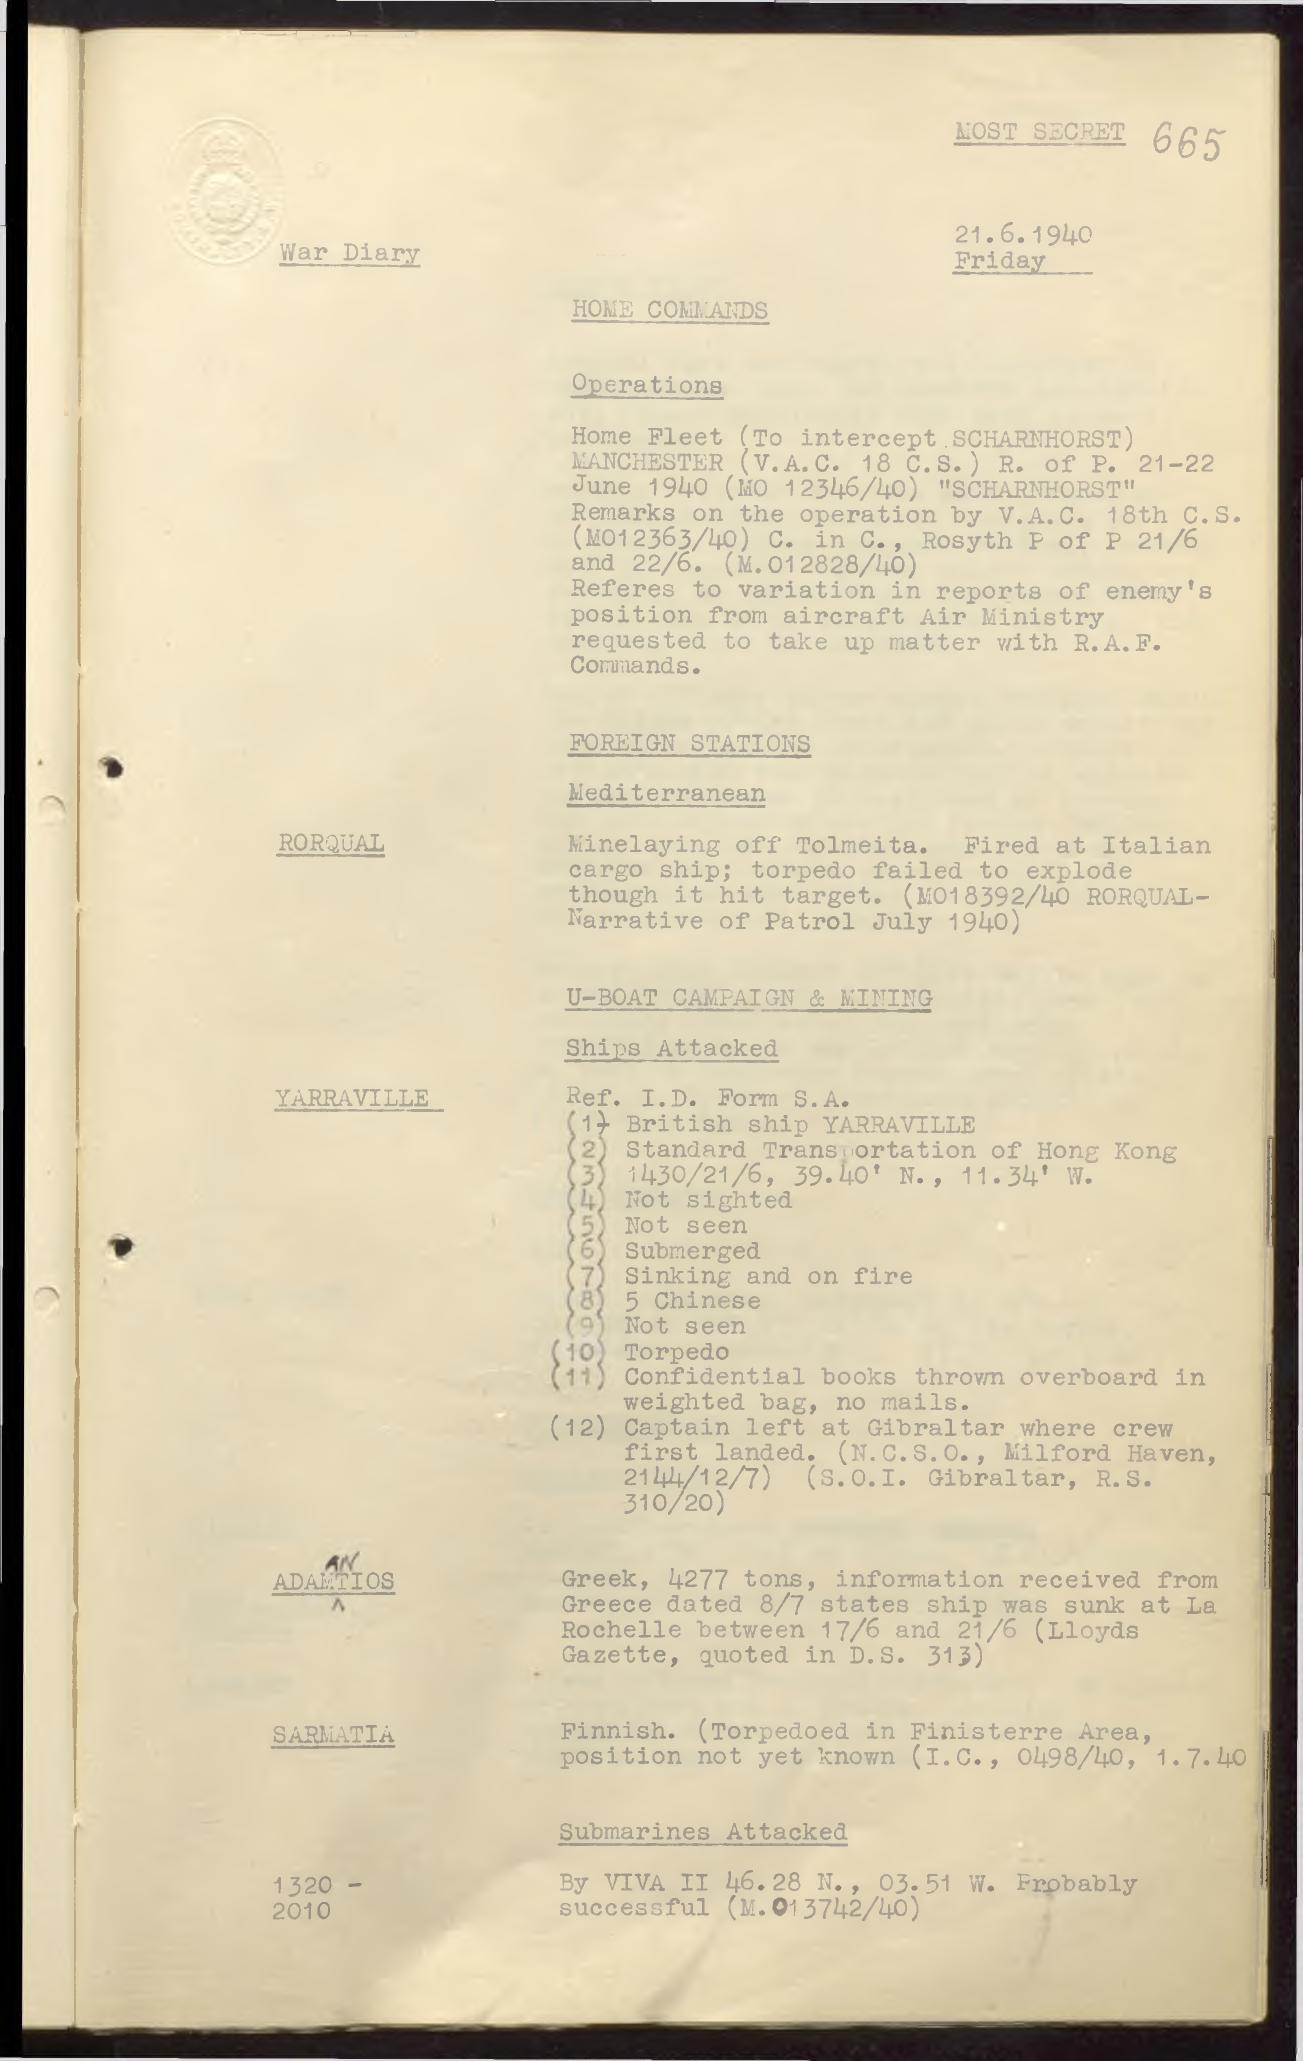 MOST SECRET 665
21.6.1940
War Diary
Friday
HOME COMMANDS
Operations
Home Fleet (To intercept SCHARNHORST)
MANCHESTER (V.A.C. 18 C.S.) R. of P. 21-22
June 1940 (MO 12346/40) "SCHARNHORST"
Remarks on the operation by V.A.C. 18th C.S.
(MO12363/40) C. in C., Rosyth P of P 21/6
and 22/6. (M.012828/40)
Referes to variation in reports of enemy's
position from aircraft Air Ministry
requested to take up matter with R.A.F.
Commands.
FOREIGN STATIONS
Mediterranean
RORQUAL
Minelaying off Tolmeita. Fired at Italian
cargo ship; torpedo failed to explode
though it hit target. (MO18392/40 RORQUAL-
Narrative of Patrol July 1940)
U-BOAT CAMPAIGN & MINING
Ships Attacked
YARRAVILLE
Ref. I.D. Form S.A.
(1) British ship YARRAVILLE
(2) Standard Transportation of Hong Kong
(3) 1430/21/6, 39.40' N., 11.34' W.
(4) Not sighted
(5) Not seen
(6) Submerged
(7) Sinking and on fire
(8) 5 Chinese
(9) Not seen
(10) Torpedo
(11) Confidential books thrown overboard in
weighted bag, no mails.
(12) Captain left at Gibraltar where crew
first landed. (N.C.S.O., Milford Haven,
2144/12/7) (S.O.I. Gibraltar, R.S.
310/20)
AN
ADAMTIOS
Greek, 4277 tons, information received from
Greece dated 8/7 states ship was sunk at La
Rochelle between 17/6 and 21/6 (Lloyds
Gazette, quoted in D.S. 313)
SARMATIA
Finnish. (Torpedoed in Finisterre Area,
position not yet known (I.C., 0498/40, 1.7.40
Submarines Attacked
1320 -
2010
By VIVA II 46.28 N., 03.51 W. Probably
successful (M.013742/40)